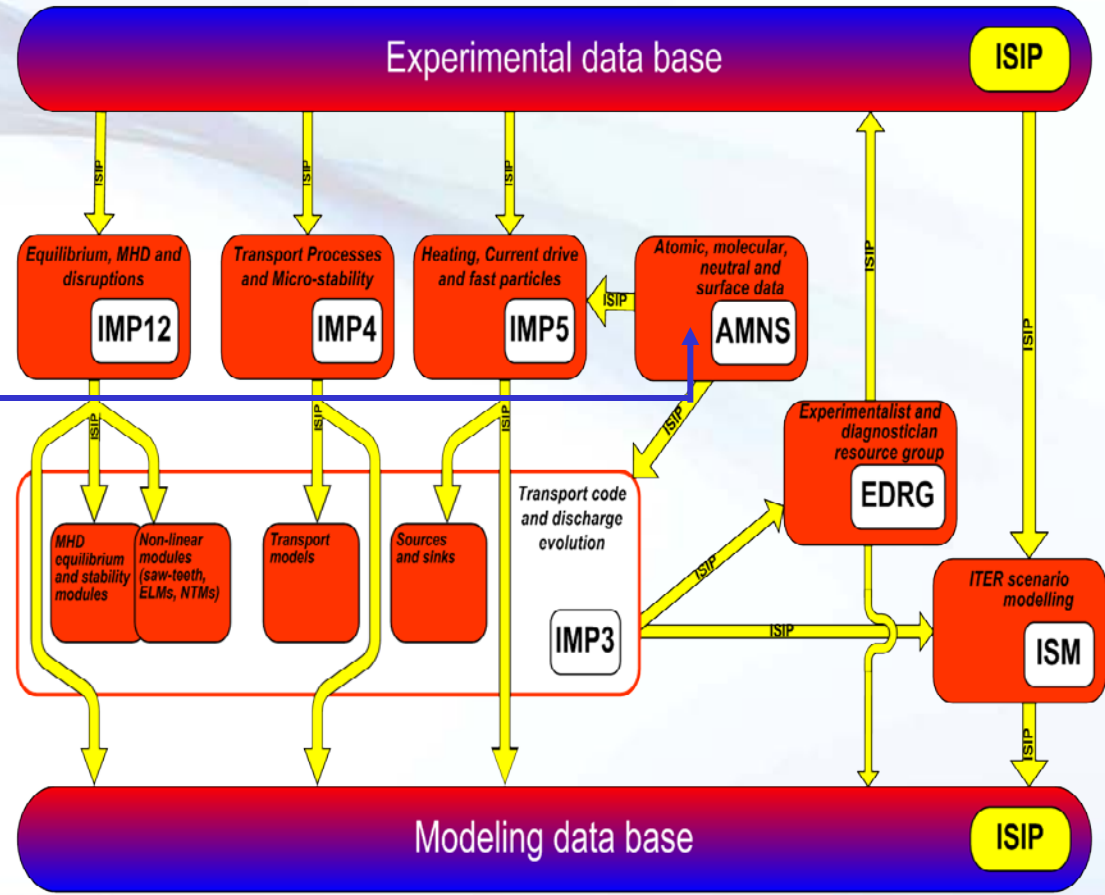 Experimental data base
ISIP
ISIP
ISIP
ISIP
Equilibrium, MHD and
disruptions
IMP12
Transport Processes
and Micro-stability
IMP4
Heating, Current drive
and fast particles
IMP5
ISIP
Atomic, molecular,
neutral and
surface data
AMNS
ISIP
ISIP
ISIP
ISIP
ISIP
ISIP
Experimentalist and
diagnostician
resource group
EDRG
Transport code
and discharge
evolution
IMP3
MHD
equilibrium
and stability
modules
Non-linear
modules
(saw-teeth,
ELMs, NTMs)
Transport
models
Sources
and sinks
ISIP
ISIP
ITER scenario
modelling
ISM
ISIP
Modeling data base
ISIP